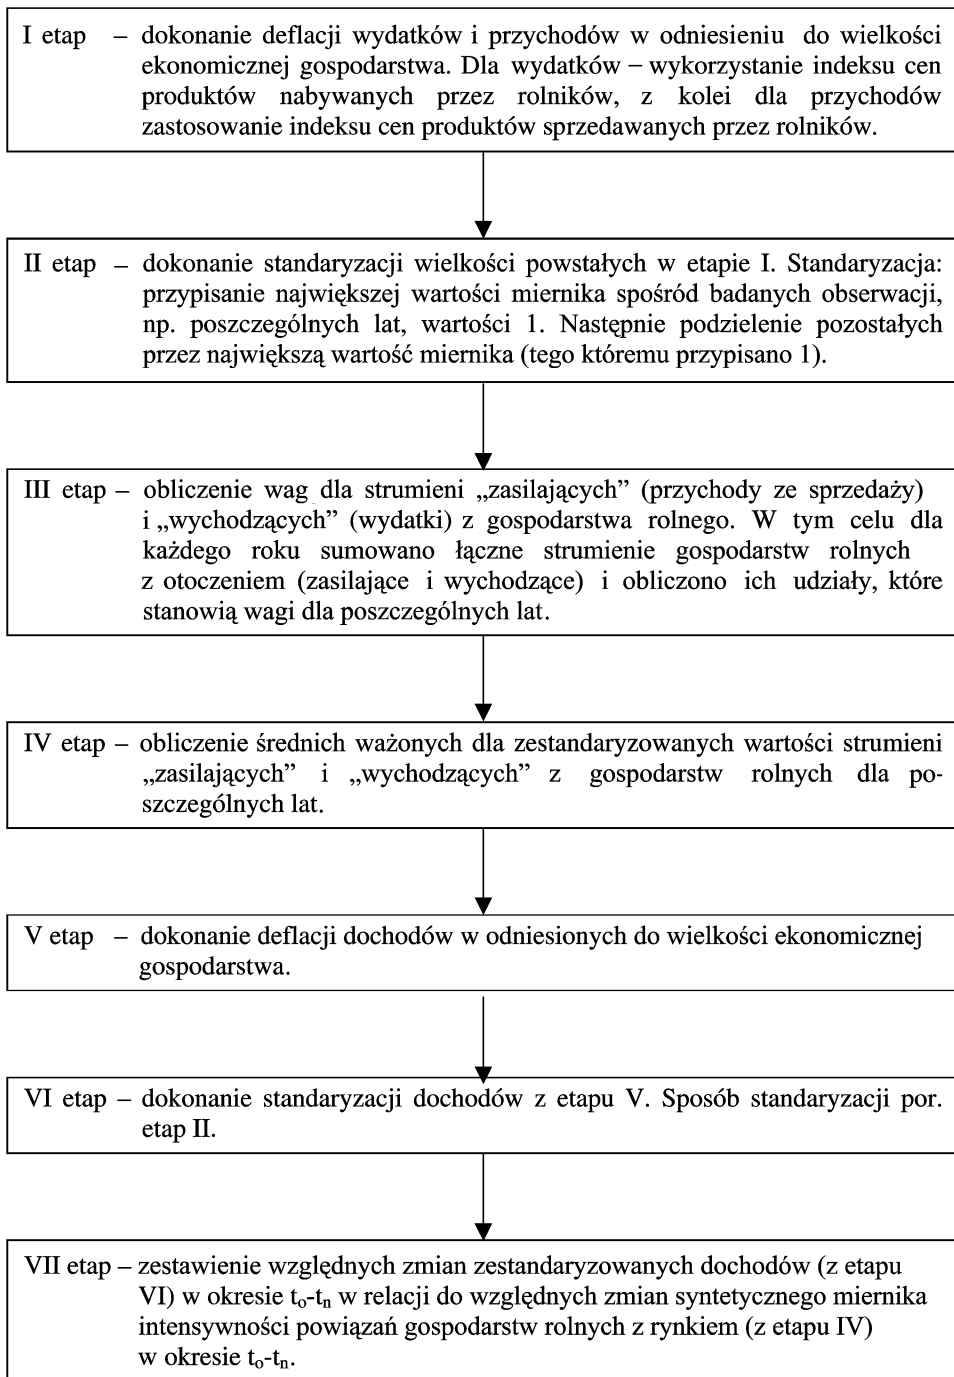 I etap – dokonanie deflacji wydatków i przychodów w odniesieniu do wielkości
ekonomicznej gospodarstwa. Dla wydatków – wykorzystanie indeksu cen
produktów nabywanych przez rolników, z kolei dla przychodów
zastosowanie indeksu cen produktów sprzedawanych przez rolników.
II etap – dokonanie standaryzacji wielkości powstałych w etapie I. Standaryzacja:
przypisanie największej wartości miernika spośród badanych obserwacji,
np. poszczególnych lat, wartości 1. Następnie podzielenie pozostałych
przez największą wartość miernika (tego któremu przypisano 1).
III etap – obliczenie wag dla strumieni „zasilających” (przychody ze sprzedaży)
i „wychodzących” (wydatki) z gospodarstwa rolnego. W tym celu dla
każdego roku sumowano łączne strumienie gospodarstw rolnych
z otoczeniem (zasilające i wychodzące) i obliczono ich udziały, które
stanowią wagi dla poszczególnych lat.
IV etap – obliczenie średnich ważonych dla zestandaryzowanych wartości strumieni
„zasilających” i „wychodzących” z gospodarstw rolnych dla po-
szczególnych lat.
V etap – dokonanie deflacji dochodów w odniesionych do wielkości ekonomicznej
gospodarstwa.
VI etap – dokonanie standaryzacji dochodów z etapu V. Sposób standaryzacji por.
etap II.
VII etap – zestawienie względnych zmian zestandaryzowanych dochodów (z etapu
VI) w okresie t₀-tₙ w relacji do względnych zmian syntetycznego miernika
intensywności powiązań gospodarstw rolnych z rynkiem (z etapu IV)
w okresie t₀-tₙ.